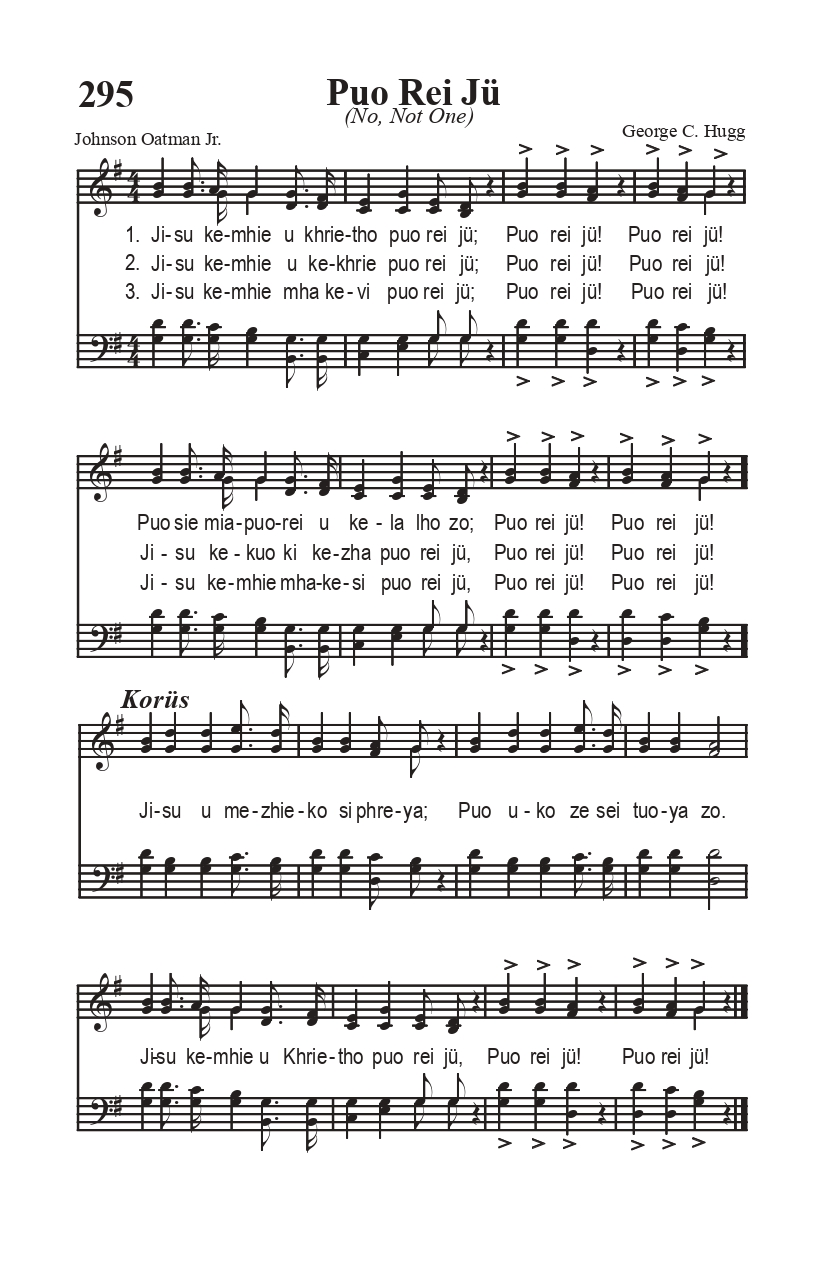 295
Puo Rei Jü
(No, Not One)
Johnson Oatman Jr.
George C. Hugg
1. Ji-su ke-mhie u khrie-tho puo rei jü; Puo rei jü! Puo rei jü!
2. Ji-su ke-mhie u ke-khrie puo rei jü; Puo rei jü! Puo rei jü!
3. Ji-su ke-mhie mha ke-vi puo rei jü; Puo rei jü! Puo rei jü!
Puo sie mia-puo-rei u ke-la lho zo; Puo rei jü! Puo rei jü!
Ji-su ke-kuo ki ke-zha puo rei jü, Puo rei jü! Puo rei jü!
Ji-su ke-mhie mha-ke-si puo rei jü, Puo rei jü! Puo rei jü!
Korüs
Ji-su u me-zhie-ko si phre-ya; Puo u-ko ze sei tuo-ya zo.
Ji-su ke-mhie u Khrie-tho puo rei jü, Puo rei jü! Puo rei jü!